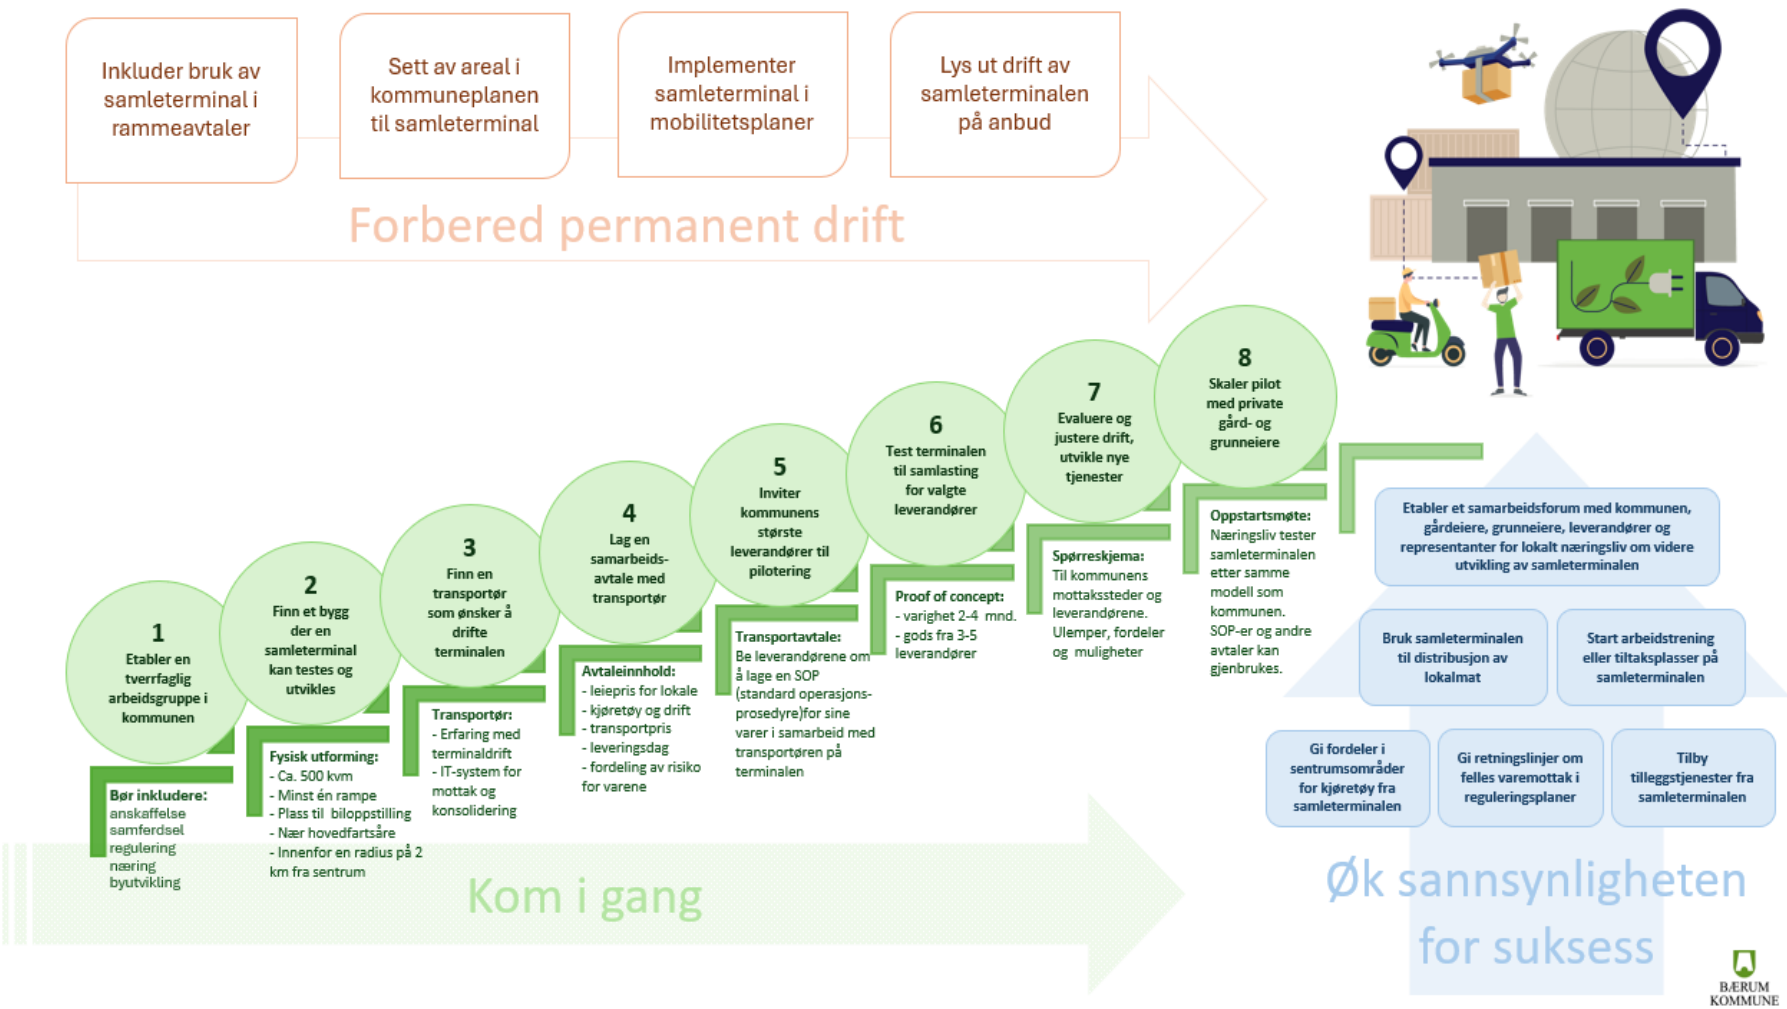 Inkluder bruk av
samleterminal i
rammeavtaler
Sett av areal i
kommuneplanen
til samleterminal
Implementer
samleterminal i
mobilitetsplaner
Lys ut drift av
samleterminalen
på anbud
Forbered permanent drift
1
Etabler en
tverrfaglig
arbeidsgruppe i
kommunen
Bør inkludere:
anskaffelse
samferdsel
regulering
næring
byutvikling
2
Finn et bygg
der en
samleterminal
kan testes og
utvikles
Fysisk utforming:
- Ca. 500 kvm
- Minst én rampe
- Plass til biloppstilling
- Nær hovedfartsåre
- Innenfor en radius på 2
km fra sentrum
3
Finn en
transportør
som ønsker å
drifte
terminalen
Transportør:
- Erfaring med
terminaldrift
- IT-system for
mottak og
konsolidering
4
Lag en
samarbeids-
avtale med
transportør
Avtaleinnhold:
- leiepris for lokale
- kjøretøy og drift
- transportpris
- leveringsdag
- fordeling av risiko
for varene
5
Inviter
kommunens
største
leverandører til
pilotering
Transportavtale:
Be leverandørene om
å lage en SOP
(standard operasjons-
prosedyre)for sine
varer i samarbeid med
transportøren på
terminalen
6
Test terminalen
til samlasting
for valgte
leverandører
Proof of concept:
- varighet 2-4 mnd.
- gods fra 3-5
leverandører
7
Evaluere og
justere drift,
utvikle nye
tjenester
Spørreskjema:
Til kommunens
mottakssteder og
leverandørene.
Ulemper, fordeler
og muligheter
8
Skaler pilot
med private
gård- og
grunneiere
Oppstartsmøte:
Næringsliv tester
samleterminalen
etter samme
modell som
kommunen.
SOP-er og andre
avtaler kan
gjenbrukes.
Kom i gang
Etabler et samarbeidsforum med kommunen,
gårdeiere, grunneiere, leverandører og
representanter for lokalt næringsliv om videre
utvikling av samleterminalen
Bruk samleterminalen
til distribusjon av
lokalmat
Start arbeidstrening
eller tiltaksplasser på
samleterminalen
Gi fordeler i
sentrumsområder
for kjøretøy fra
samleterminalen
Gi retningslinjer om
felles varemottak i
reguleringsplaner
Tilby
tilleggstjenester fra
samleterminalen
Øk sannsynligheten
for suksess
BÆRUM
KOMMUNE